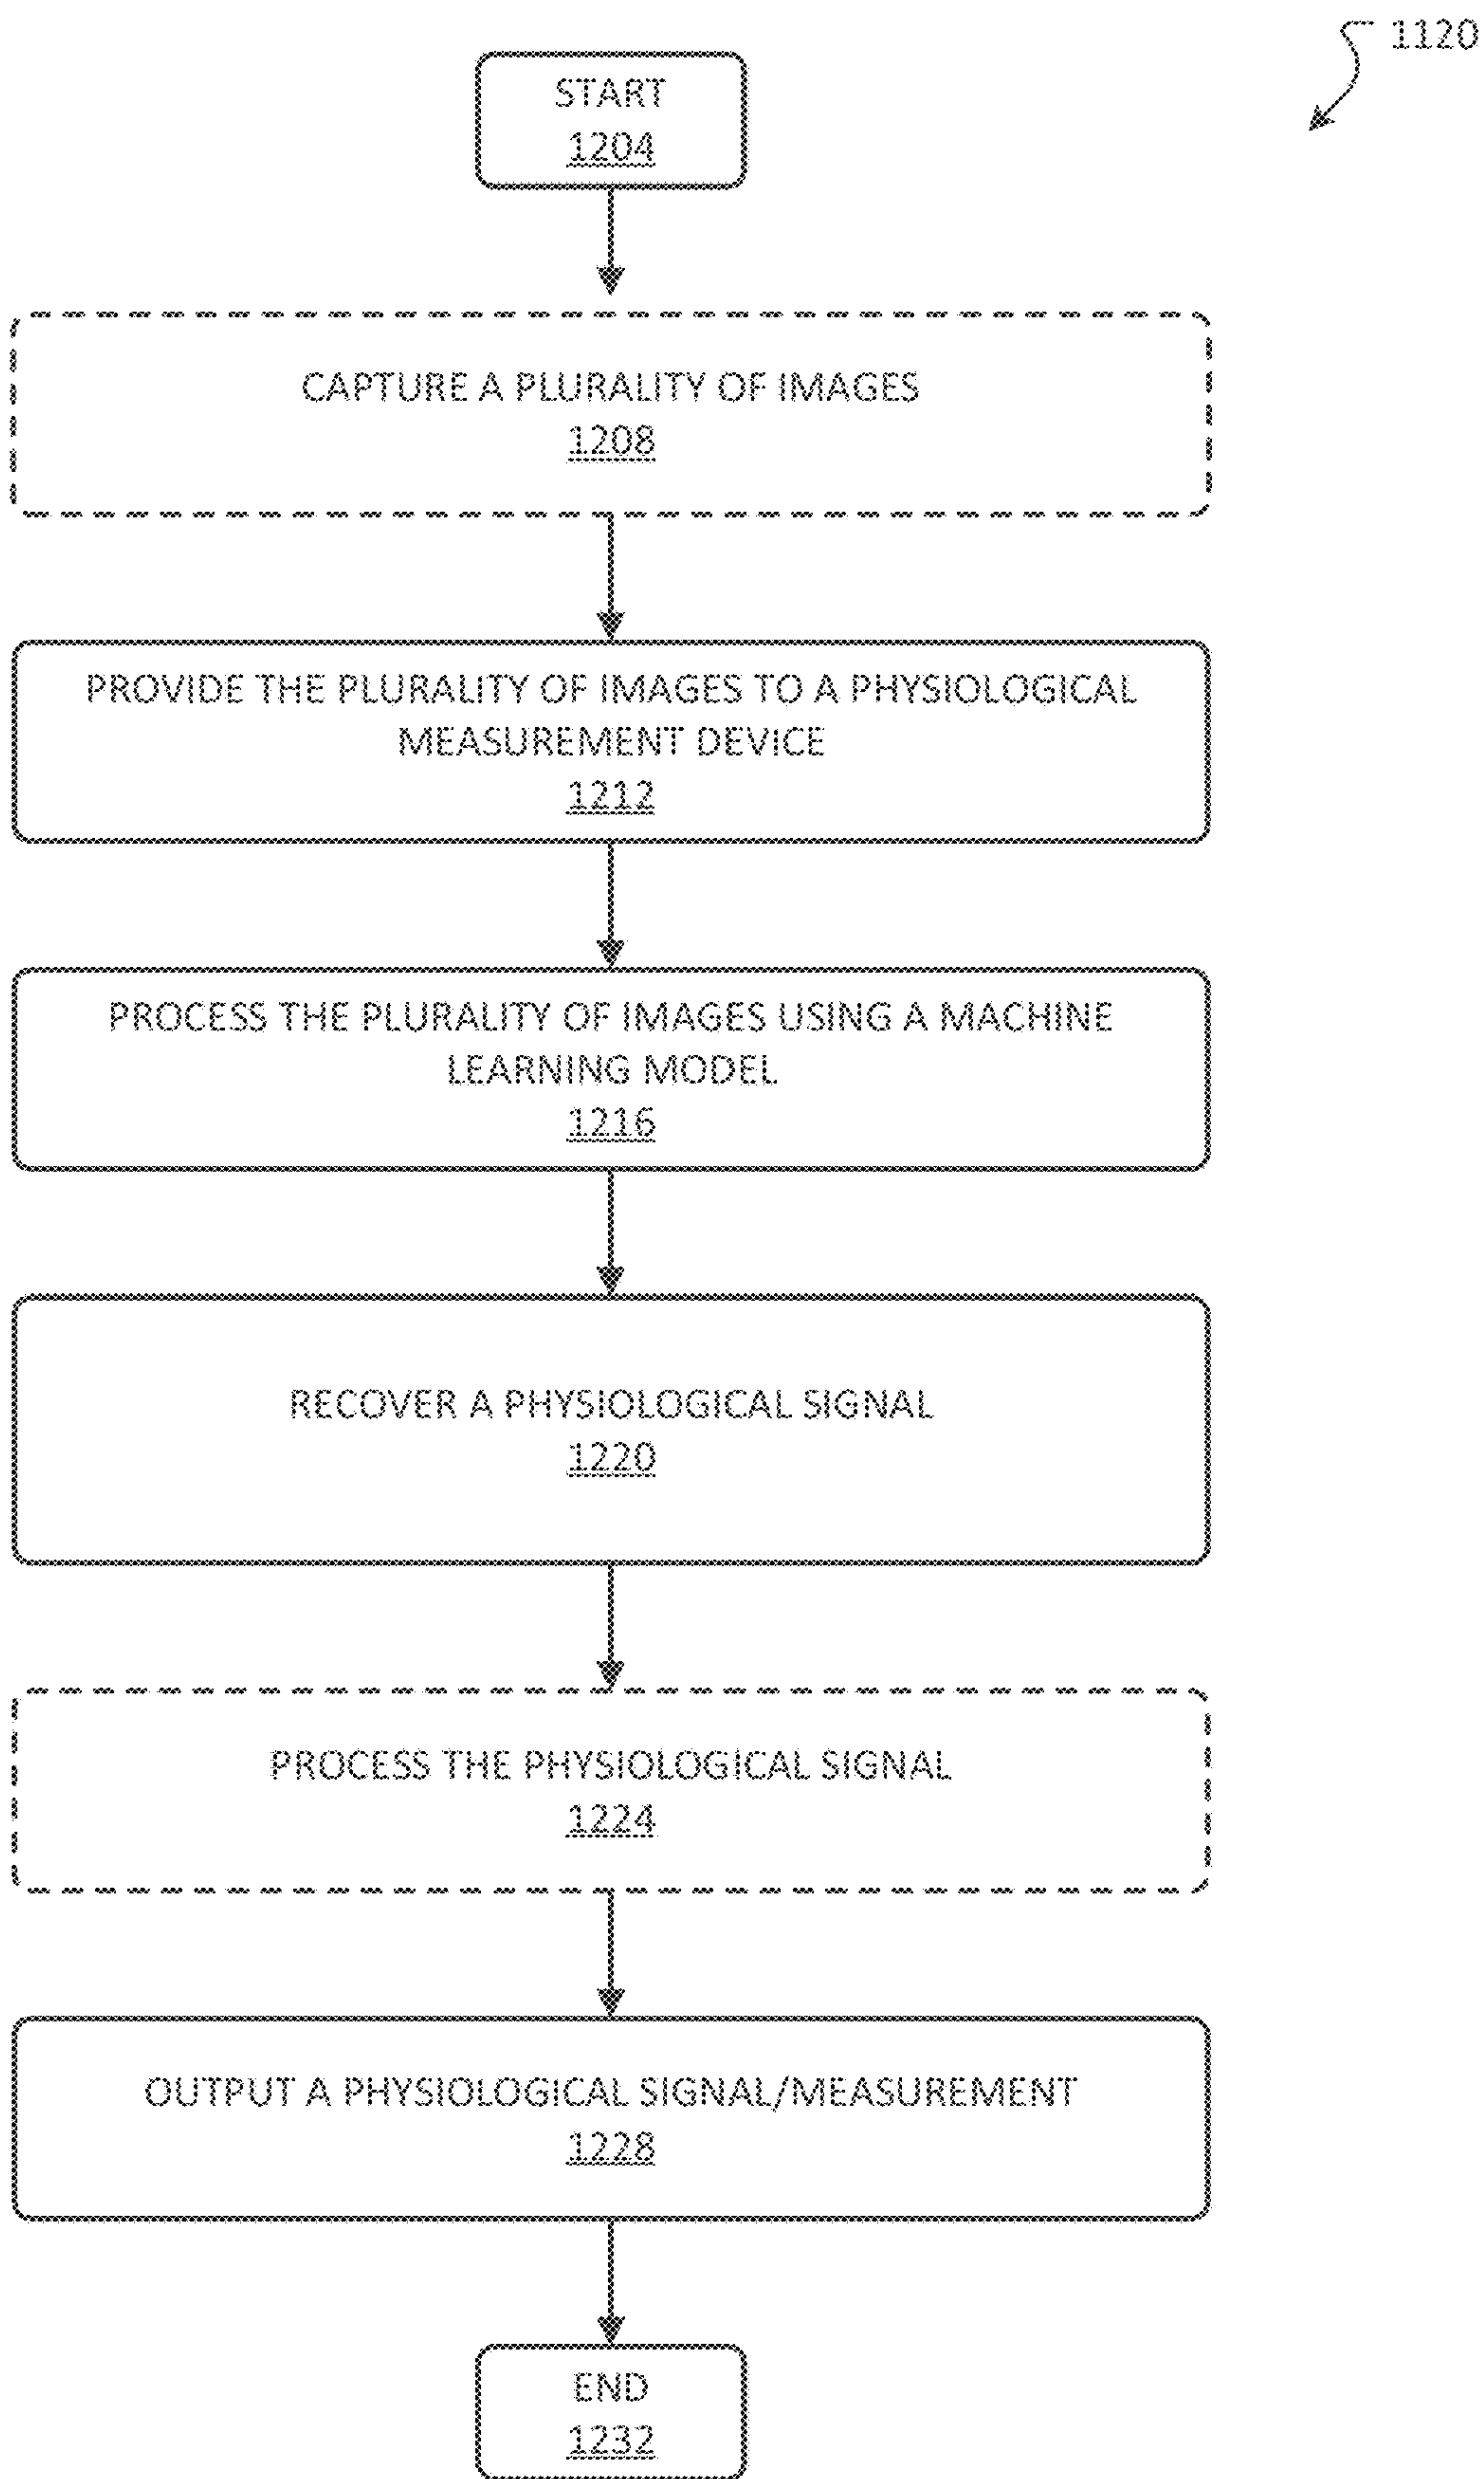 1120
START
1204
CAPTURE A PLURALITY OF IMAGES
1208
PROVIDE THE PLURALITY OF IMAGES TO A PHYSIOLOGICAL
MEASUREMENT DEVICE
1212
PROCESS THE PLURALITY OF IMAGES USING A MACHINE
LEARNING MODEL
1216
RECOVER A PHYSIOLOGICAL SIGNAL
1220
PROCESS THE PHYSIOLOGICAL SIGNAL
1224
OUTPUT A PHYSIOLOGICAL SIGNAL/MEASUREMENT
1228
END
1232